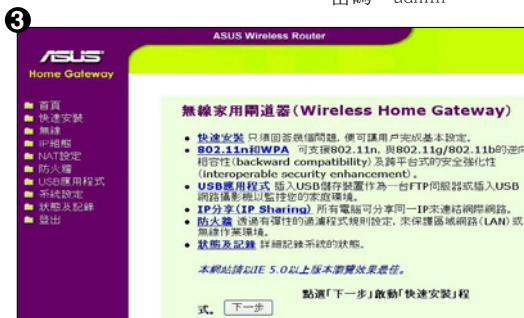 密碼 admin
3
ASUS Wireless Router
ASUS
Home Gateway
首頁
快速安裝
無線
IP組態
NAT設定
防火牆
USB應用程式
系統設定
狀態及記錄
登出
無線家用閘道器(Wireless Home Gateway)
快速安裝 只須回答幾個問題, 便可讓用戶完成基本設定。
802.11n和WPA 可支援802.11n, 與802.11g/802.11b的逆向
相容性(backward compatibility) 及跨平台式的安全強化性
(interoperable security enhancement) 。
USB應用程式 插入USB儲存裝置作為一台FTP伺服器或插入USB
網路攝影機以監控您的家庭環境。
IP分享(IP Sharing) 所有電腦可分享同一IP來連結網際網路。
防火牆 透過有彈性的過濾程式規則設定, 來保護區域網路(LAN) 或
無線作業環境。
狀態及記錄 詳細記錄系統的狀態。
本網站請以IE 5.0以上版本瀏覽效果最佳。
點選「下一步」啟動「快速安裝」程
式。 下一步